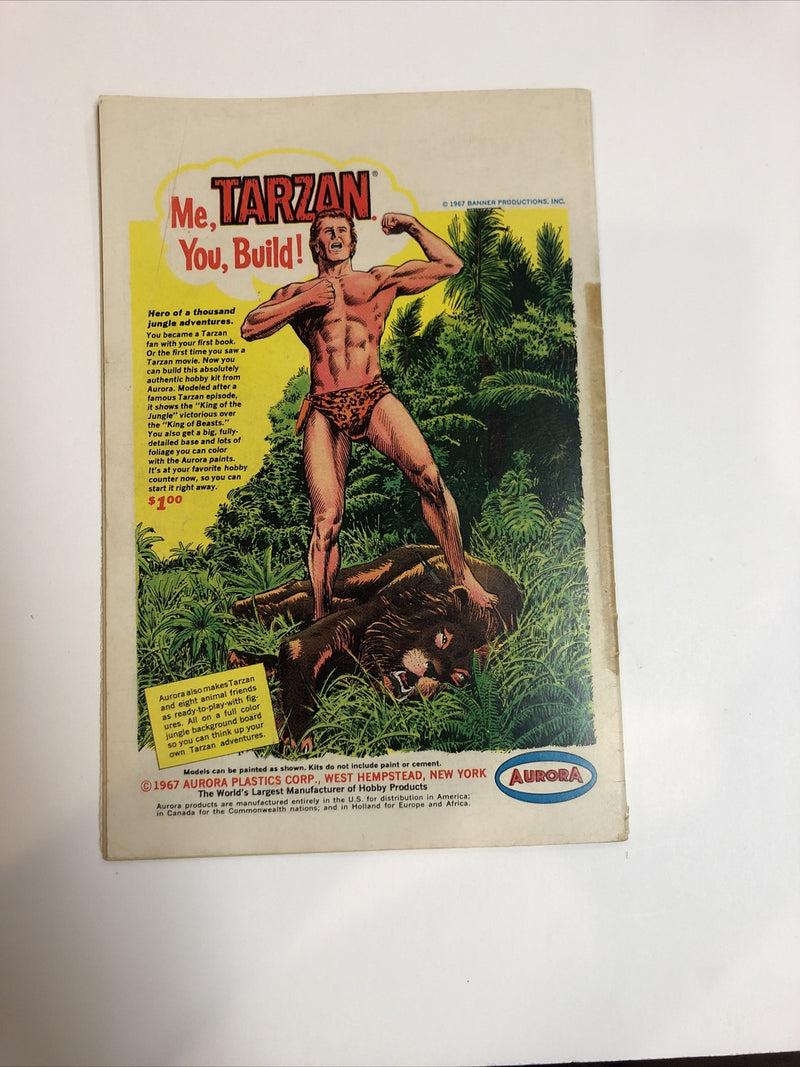 Me, TARZAN®.
You, Build!
© 1967 BANNER PRODUCTIONS, INC.
Hero of a thousand
jungle adventures.
You became a Tarzan
fan with your first book.
Or the first time you saw a
Tarzan movie. Now you
can build this absolutely
authentic hobby kit from
Aurora. Modeled after a
famous Tarzan episode,
it shows the "King of the
Jungle" victorious over
the "King of Beasts."
You also get a big, fully-
detailed base and lots of
foliage you can color
with the Aurora paints.
It's at your favorite hobby
counter now, so you can
start it right away.
$1.00
Aurora also makes Tarzan
and eight animal friends
as ready-to-play-with fig-
ures. All on a full color
jungle background board
so you can think up your
own Tarzan adventures.
Models can be painted as shown. Kits do not include paint or cement.
© 1967 AURORA PLASTICS CORP., WEST HEMPSTEAD, NEW YORK
The World's Largest Manufacturer of Hobby Products
Aurora products are manufactured entirely in the U.S. for distribution in America;
in Canada for the Commonwealth nations; and in Holland for Europe and Africa.
AURORA